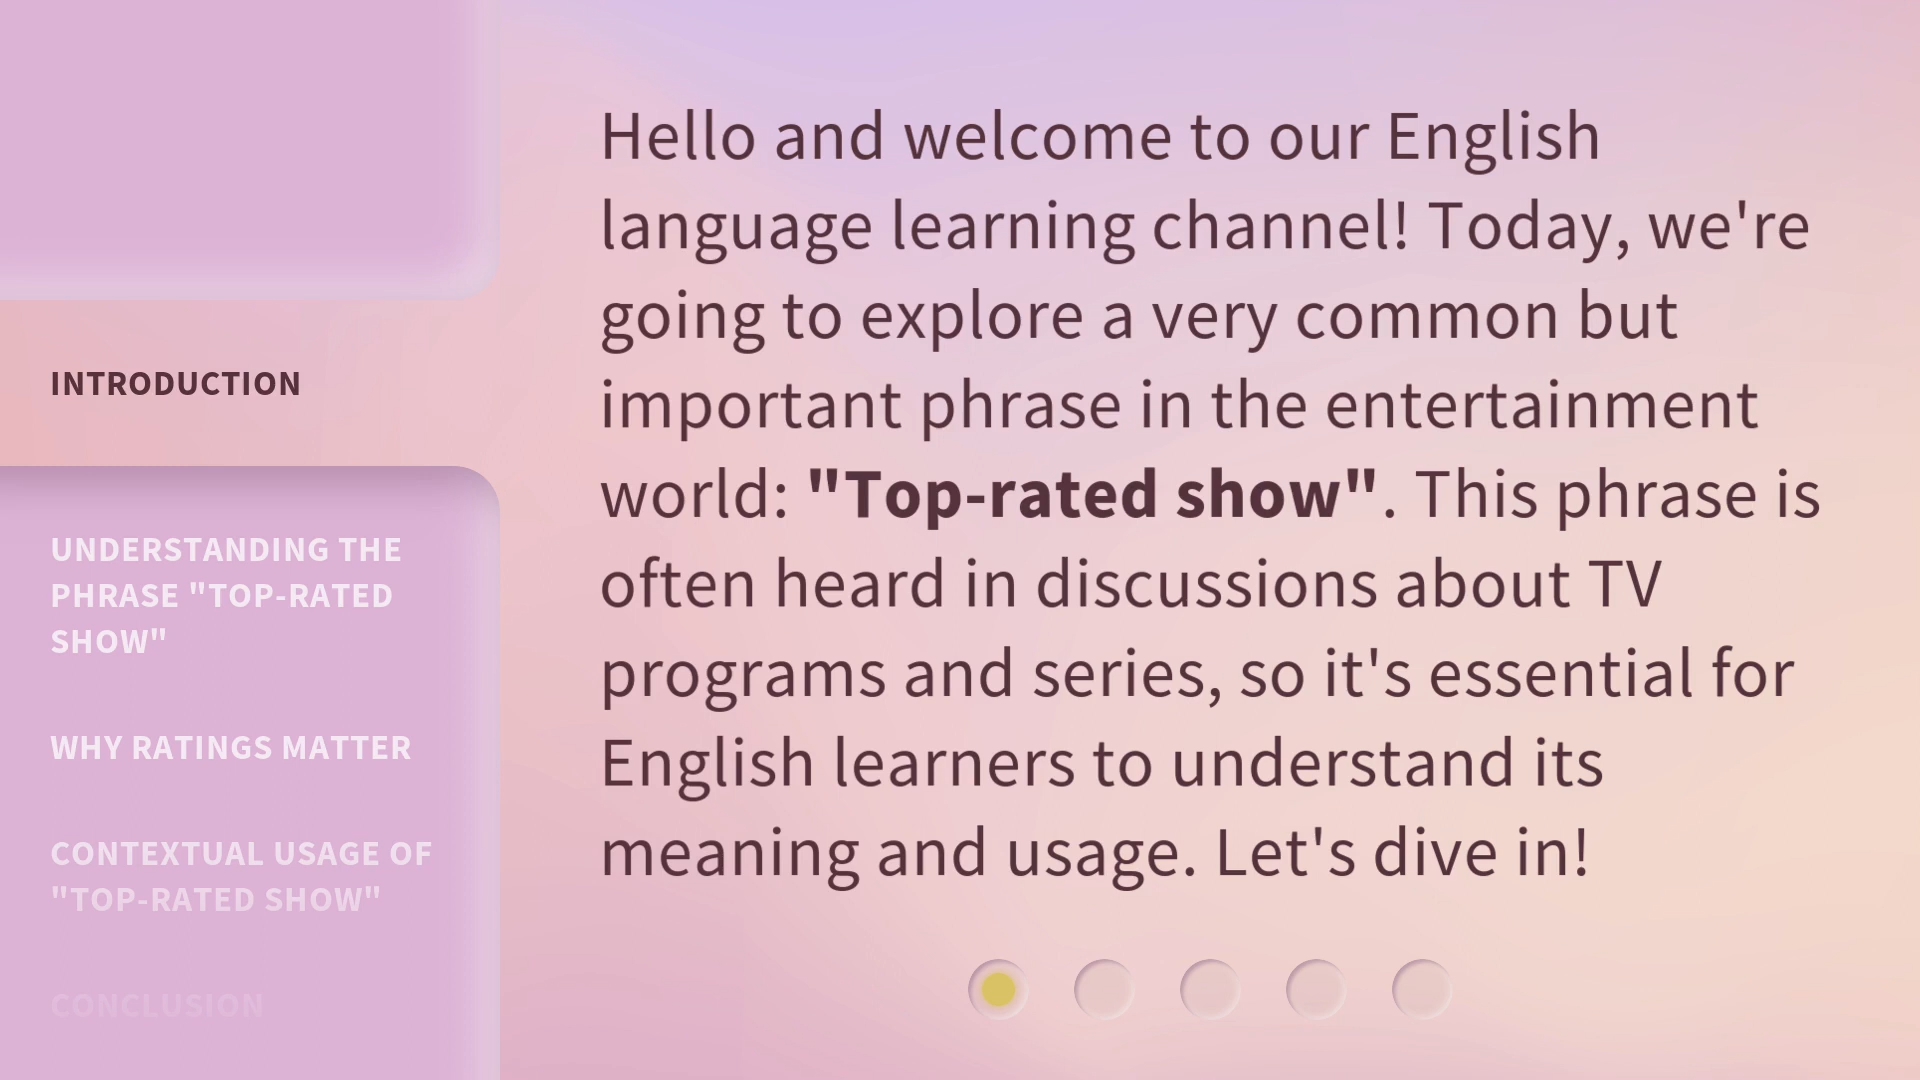 INTRODUCTION
UNDERSTANDING THE
PHRASE "TOP-RATED
SHOW"
WHY RATINGS MATTER
CONTEXTUAL USAGE OF
"TOP-RATED SHOW"
CONCLUSION
Hello and welcome to our English
language learning channel! Today, we're
going to explore a very common but
important phrase in the entertainment
world: "Top-rated show". This phrase is
often heard in discussions about TV
programs and series, so it's essential for
English learners to understand its
meaning and usage. Let's dive in!